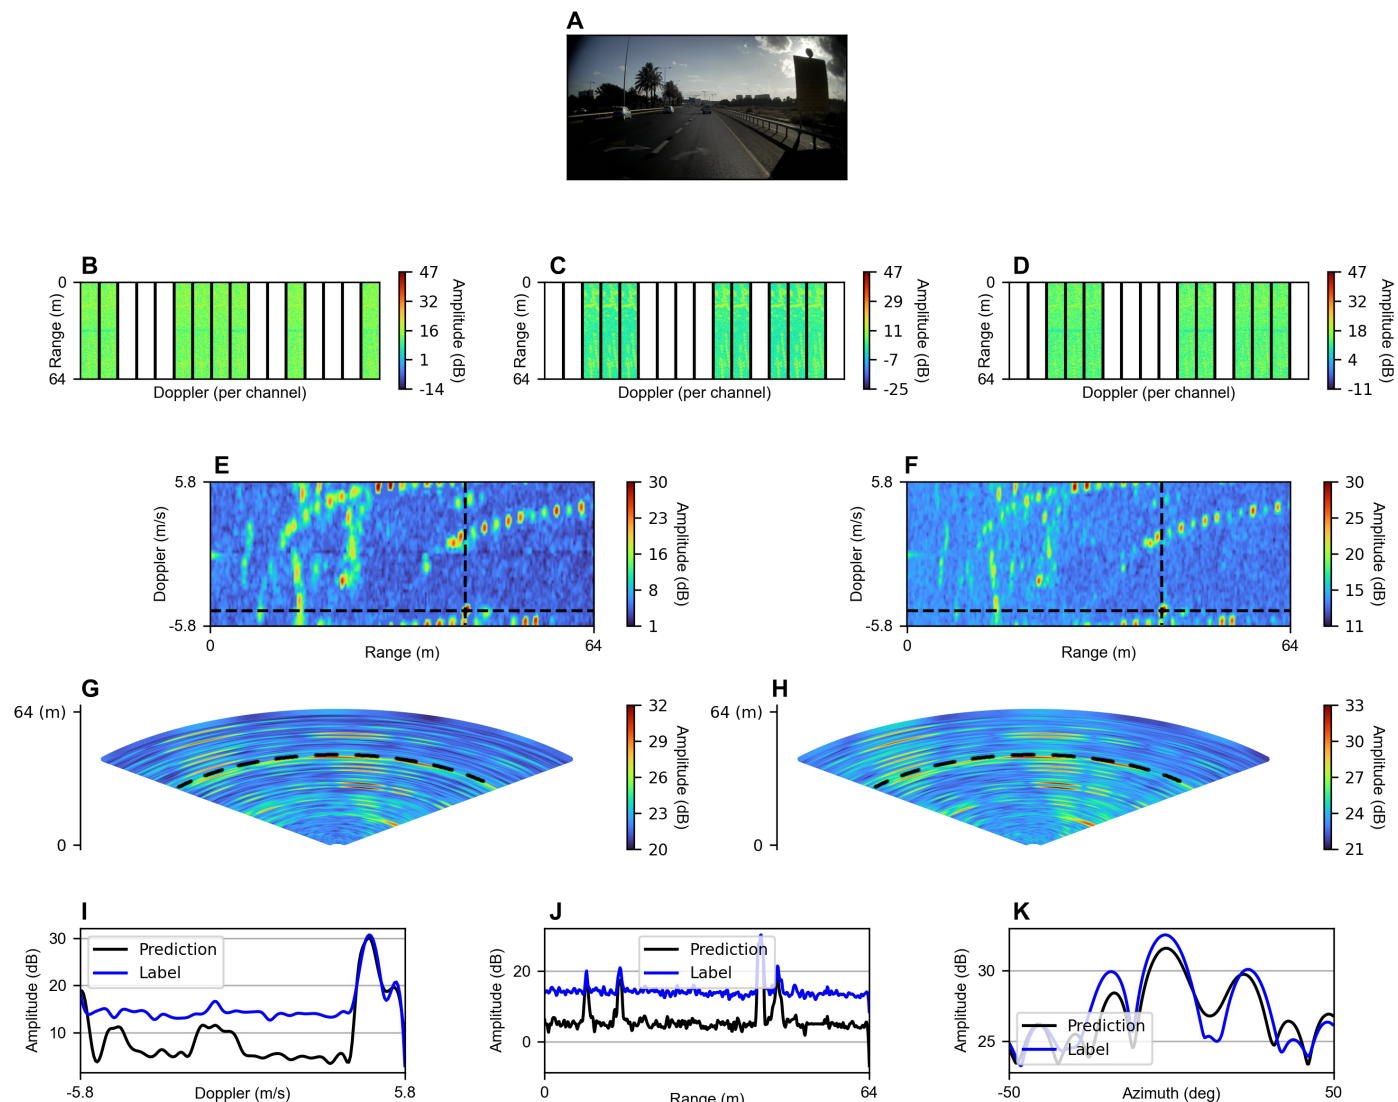 A
B
0
Range (m)
64
Doppler (per channel)
47
32
16
1
-14
Amplitude (dB)
C
0
Range (m)
64
Doppler (per channel)
47
29
11
-7
-25
Amplitude (dB)
D
0
Range (m)
64
Doppler (per channel)
47
32
18
4
-11
Amplitude (dB)
E
5.8
Doppler (m/s)
-5.8
0
Range (m)
64
30
23
16
8
1
Amplitude (dB)
F
5.8
Doppler (m/s)
-5.8
0
Range (m)
64
30
25
20
15
11
Amplitude (dB)
G
64 (m)
0
32
29
26
23
20
Amplitude (dB)
H
64 (m)
0
33
30
27
24
21
Amplitude (dB)
I
Amplitude (dB)
30
20
10
Prediction
Label
-5.8
Doppler (m/s)
5.8
J
Amplitude (dB)
20
0
Prediction
Label
0
Range (m)
64
K
Amplitude (dB)
30
25
Prediction
Label
-50
Azimuth (deg)
50